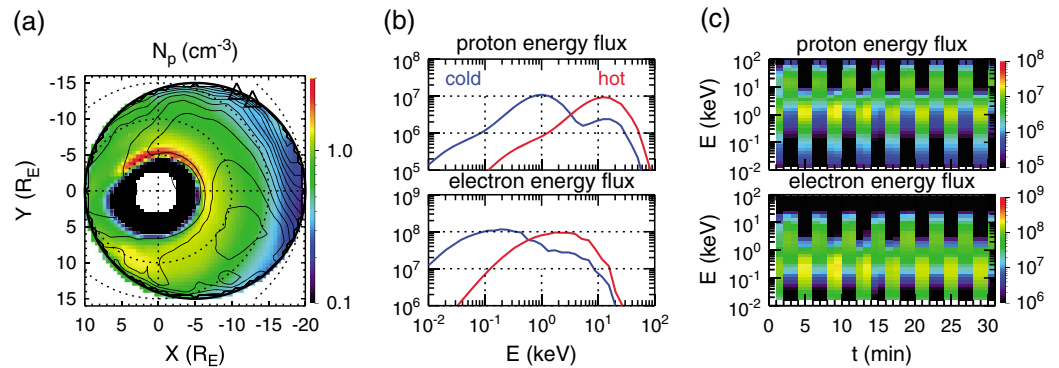 (a)
N_p (cm^-3)
-15
-10
-5
0
5
10
15
Y (R_E)
10 5 0 -5 -10 -15 -20
X (R_E)
1.0
0.1
(b)
proton energy flux
cold hot
10^8
10^7
10^6
10^5
electron energy flux
10^9
10^8
10^7
10^6
10^-2 10^-1 10^0 10^1 10^2
E (keV)
(c)
proton energy flux
E (keV)
10^2
10^1
10^0
10^-1
10^-2
10^8
10^7
10^6
10^5
electron energy flux
E (keV)
10^2
10^1
10^0
10^-1
10^-2
10^9
10^8
10^7
10^6
0 5 10 15 20 25 30
t (min)